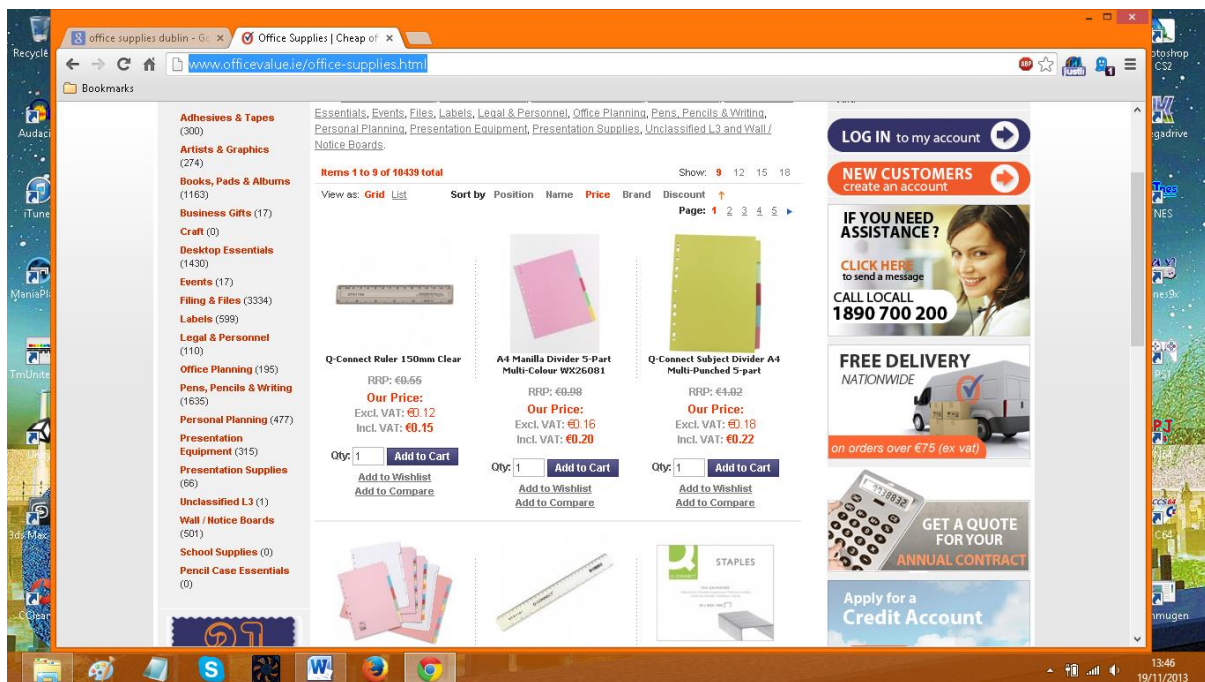 office supplies dublin - Go
Office Supplies | Cheap of
www.officevalue.ie/office-supplies.html
Bookmarks
Recycle
Audaci
iTune
ManiaPl
TmUnite
3ds Max
CClean
otoshop
CS2
egadrive
NES
nes9x
C64
nmugen
Adhesives & Tapes
(300)
Artists & Graphics
(274)
Books, Pads & Albums
(1163)
Business Gifts (17)
Craft (0)
Desktop Essentials
(1430)
Events (17)
Filing & Files (3334)
Labels (599)
Legal & Personnel
(110)
Office Planning (195)
Pens, Pencils & Writing
(1635)
Personal Planning (477)
Presentation
Equipment (315)
Presentation Supplies
(66)
Unclassified L3 (1)
Wall / Notice Boards
(501)
School Supplies (0)
Pencil Case Essentials
(0)
Essentials, Events, Files, Labels, Legal & Personnel, Office Planning, Pens, Pencils & Writing,
Personal Planning, Presentation Equipment, Presentation Supplies, Unclassified L3 and Wall /
Notice Boards.
Items 1 to 9 of 10439 total
Show: 9 12 15 18
View as: Grid List Sort by Position Name Price Brand Discount
Page: 1 2 3 4 5
Q-Connect Ruler 150mm Clear
RRP: €0.55
Our Price:
Excl. VAT: €0.12
Incl. VAT: €0.15
Qty: 1 Add to Cart
Add to Wishlist
Add to Compare
A4 Manilla Divider 5-Part
Multi-Colour WX26081
RRP: €0.98
Our Price:
Excl. VAT: €0.16
Incl. VAT: €0.20
Qty: 1 Add to Cart
Add to Wishlist
Add to Compare
Q-Connect Subject Divider A4
Multi-Punched 5-part
RRP: €1.02
Our Price:
Excl. VAT: €0.18
Incl. VAT: €0.22
Qty: 1 Add to Cart
Add to Wishlist
Add to Compare
STAPLES
LOG IN to my account
NEW CUSTOMERS
create an account
IF YOU NEED
ASSISTANCE ?
CLICK HERE
to send a message
CALL LOCALL
1890 700 200
FREE DELIVERY
NATIONWIDE
on orders over €75 (ex vat)
GET A QUOTE
FOR YOUR
ANNUAL CONTRACT
Apply for a
Credit Account
13:46
19/11/2013